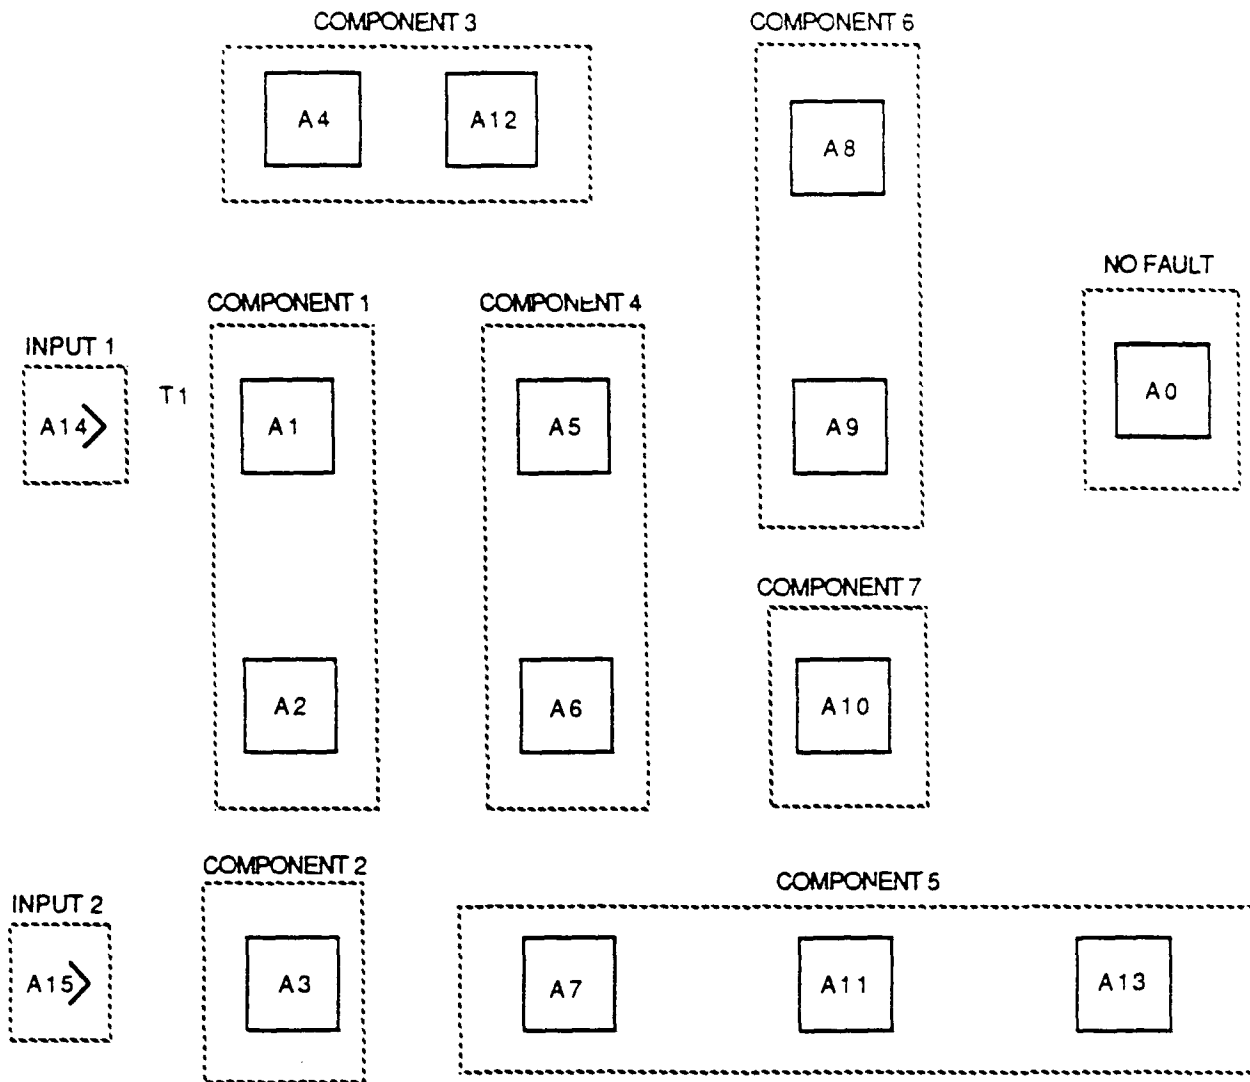 COMPONENT 3
COMPONENT 6
A4
A12
A8
NO FAULT
COMPONENT 1
COMPONENT 4
INPUT 1
T1
A14
A1
A5
A9
A0
COMPONENT 7
A2
A6
A10
COMPONENT 2
COMPONENT 5
INPUT 2
A15
A3
A7
A11
A13